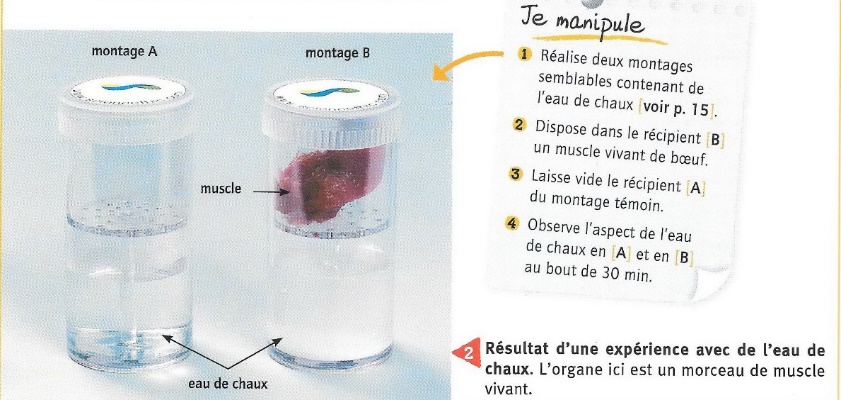 montage A
montage B
muscle
eau de chaux
Je manipule
1 Réalise deux montages
semblables contenant de
l'eau de chaux [voir p. 15].
2 Dispose dans le récipient [B]
un muscle vivant de bœuf.
3 Laisse vide le récipient [A]
du montage témoin.
4 Observe l'aspect de l'eau
de chaux en [A] et en [B]
au bout de 30 min.
2 Résultat d'une expérience avec de l'eau de
chaux. L'organe ici est un morceau de muscle
vivant.